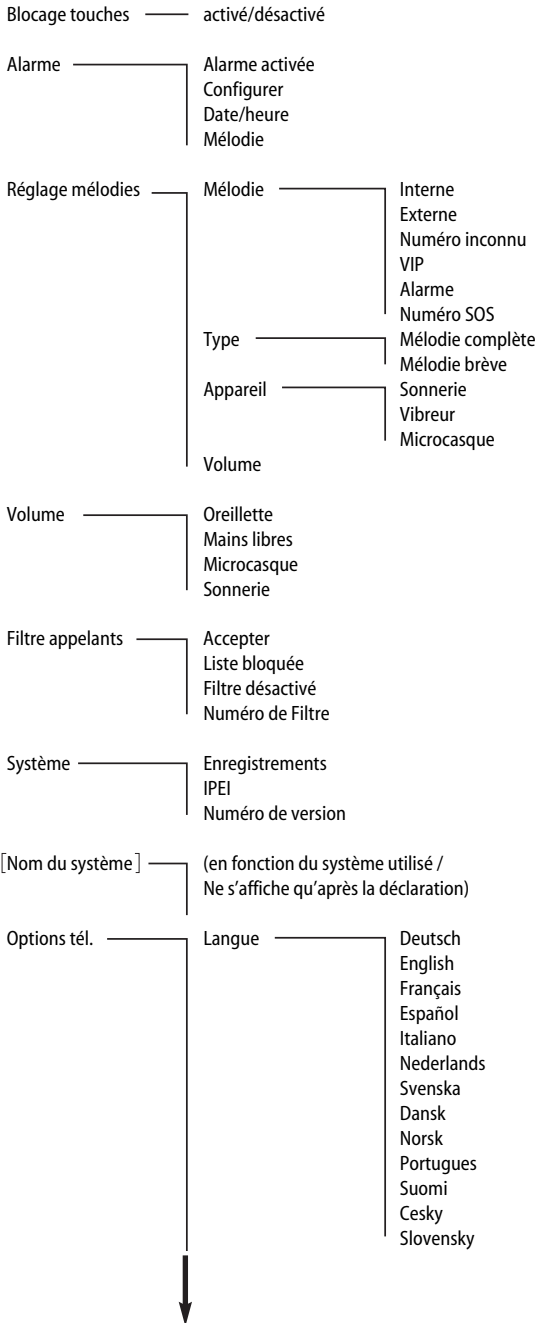 Blocage touches activé/désactivé
Alarme Alarme activée
Configurer
Date/heure
Mélodie
Réglage mélodies Mélodie Interne
Externe
Numéro inconnu
VIP
Alarme
Numéro SOS
Type Mélodie complète
Mélodie brève
Appareil Sonnerie
Vibreur
Microcasque
Volume
Volume Oreillette
Mains libres
Microcasque
Sonnerie
Filtre appelants Accepter
Liste bloquée
Filtre désactivé
Numéro de Filtre
Système Enregistrements
IPEI
Numéro de version
[Nom du système] (en fonction du système utilisé /
Ne s’affiche qu’après la déclaration)
Options tél. Langue Deutsch
English
Français
Español
Italiano
Nederlands
Svenska
Dansk
Norsk
Portugues
Suomi
Cesky
Slovensky